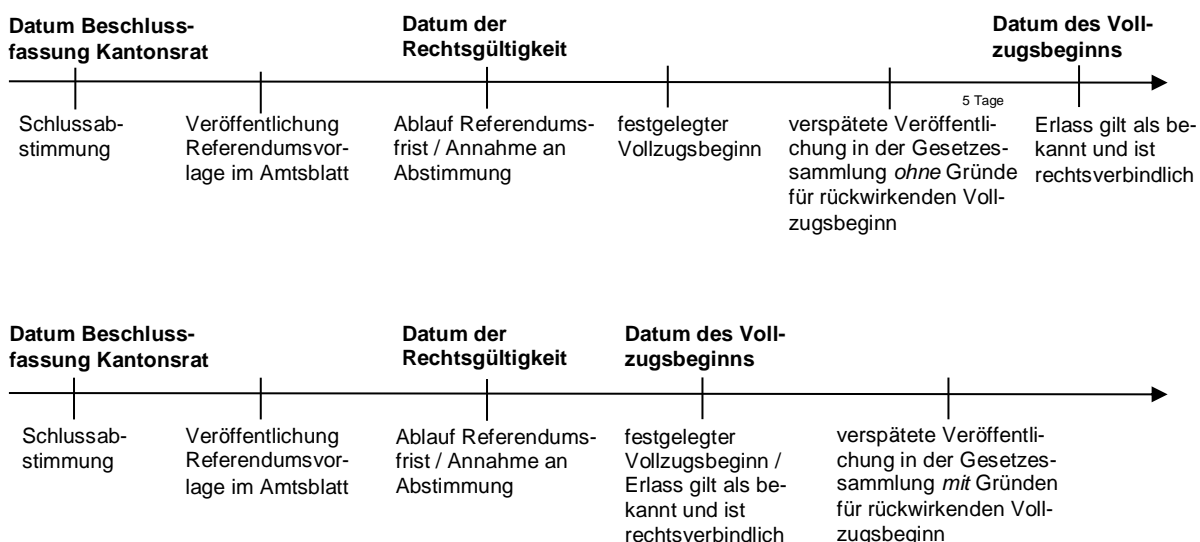 Datum Beschluss-
fassung Kantonsrat
Datum der
Rechtsgültigkeit
Datum des Voll-
zugsbeginns
5 Tage
Schlussab-
stimmung
Veröffentlichung
Referendumsvor-
lage im Amtsblatt
Ablauf Referendums-
frist / Annahme an
Abstimmung
festgelegter
Vollzugsbeginn
verspätete Veröffentli-
chung in der Gesetzes-
sammlung ohne Gründe
für rückwirkenden Voll-
zugsbeginn
Erlass gilt als be-
kannt und ist
rechtsverbindlich
Datum Beschluss-
fassung Kantonsrat
Datum der
Rechtsgültigkeit
Datum des Voll-
zugsbeginns
Schlussab-
stimmung
Veröffentlichung
Referendumsvor-
lage im Amtsblatt
Ablauf Referendums-
frist / Annahme an
Abstimmung
festgelegter
Vollzugsbeginn /
Erlass gilt als be-
kannt und ist
rechtsverbindlich
verspätete Veröffentli-
chung in der Gesetzes-
sammlung mit Gründen
für rückwirkenden Voll-
zugsbeginn